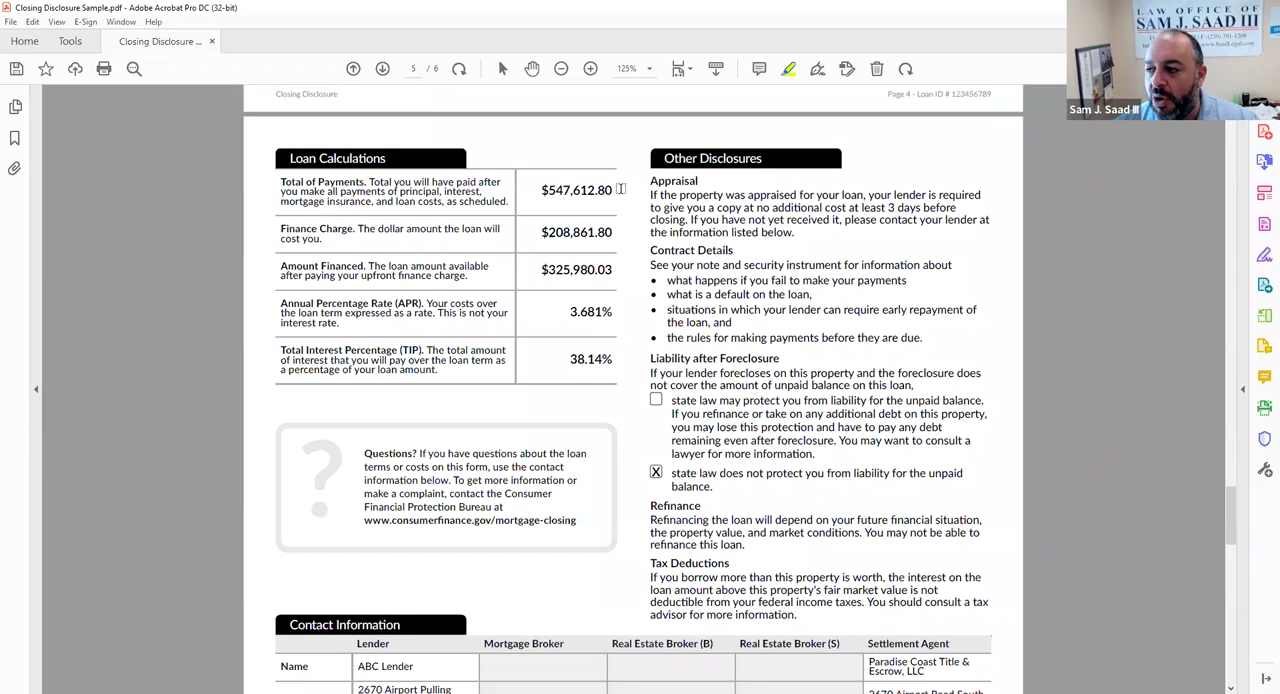 Closing Disclosure Sample.pdf - Adobe Acrobat Pro DC (32-bit)
File Edit View E-Sign Window Help
Home Tools Closing Disclosure ... ×
5 / 6 125%
LAW OFFICE OF
SAM J. SAAD III
Sam J. Saad III
Closing Disclosure Page 4 - Loan ID # 123456789
Loan Calculations
Total of Payments. Total you will have paid after
you make all payments of principal, interest,
mortgage insurance, and loan costs, as scheduled.
$547,612.80
Finance Charge. The dollar amount the loan will
cost you.
$208,861.80
Amount Financed. The loan amount available
after paying your upfront finance charge.
$325,980.03
Annual Percentage Rate (APR). Your costs over
the loan term expressed as a rate. This is not your
interest rate.
3.681%
Total Interest Percentage (TIP). The total amount
of interest that you will pay over the loan term as
a percentage of your loan amount.
38.14%
?
Questions? If you have questions about the loan
terms or costs on this form, use the contact
information below. To get more information or
make a complaint, contact the Consumer
Financial Protection Bureau at
www.consumerfinance.gov/mortgage-closing
Other Disclosures
Appraisal
If the property was appraised for your loan, your lender is required
to give you a copy at no additional cost at least 3 days before
closing. If you have not yet received it, please contact your lender at
the information listed below.
Contract Details
See your note and security instrument for information about
• what happens if you fail to make your payments
• what is a default on the loan,
• situations in which your lender can require early repayment of
the loan, and
• the rules for making payments before they are due.
Liability after Foreclosure
If your lender forecloses on this property and the foreclosure does
not cover the amount of unpaid balance on this loan,
state law may protect you from liability for the unpaid balance.
If you refinance or take on any additional debt on this property,
you may lose this protection and have to pay any debt
remaining even after foreclosure. You may want to consult a
lawyer for more information.
X state law does not protect you from liability for the unpaid
balance.
Refinance
Refinancing the loan will depend on your future financial situation,
the property value, and market conditions. You may not be able to
refinance this loan.
Tax Deductions
If you borrow more than this property is worth, the interest on the
loan amount above this property's fair market value is not
deductible from your federal income taxes. You should consult a tax
advisor for more information.
Contact Information
Lender Mortgage Broker Real Estate Broker (B) Real Estate Broker (S) Settlement Agent
Name ABC Lender Paradise Coast Title &
Escrow, LLC
2670 Airport Pulling 2670 Airport Road South